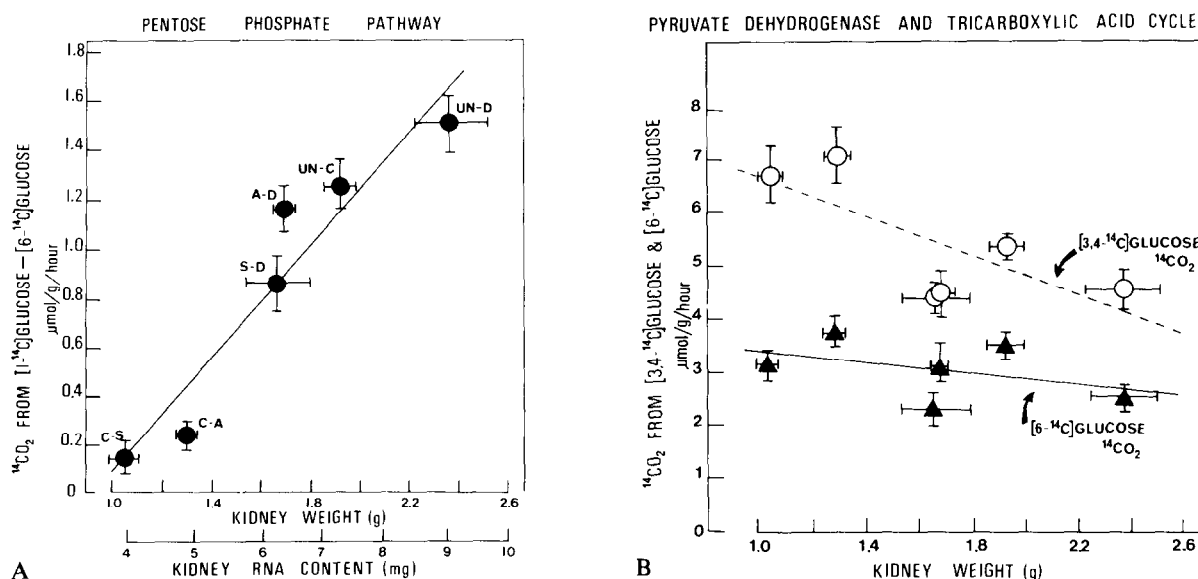 PENTOSE PHOSPHATE PATHWAY
¹⁴CO₂ FROM [1-¹⁴C]GLUCOSE – [6-¹⁴C]GLUCOSE
μmol/g/hour
1.8
1.6
1.4
1.2
1.0
0.8
0.6
0.4
0.2
0
UN-D
UN-C
A-D
S-D
C-A
C-S
1.0 1.4 1.8 2.2 2.6
KIDNEY WEIGHT (g)
4 5 6 7 8 9 10
KIDNEY RNA CONTENT (mg)
A
PYRUVATE DEHYDROGENASE AND TRICARBOXYLIC ACID CYCLE
¹⁴CO₂ FROM [3,4-¹⁴C]GLUCOSE & [6-¹⁴C]GLUCOSE
μmol/g/hour
8
7
6
5
4
3
2
1
0
[3,4-¹⁴C]GLUCOSE
¹⁴CO₂
[6-¹⁴C]GLUCOSE
¹⁴CO₂
1.0 1.4 1.8 2.2 2.6
KIDNEY WEIGHT (g)
B